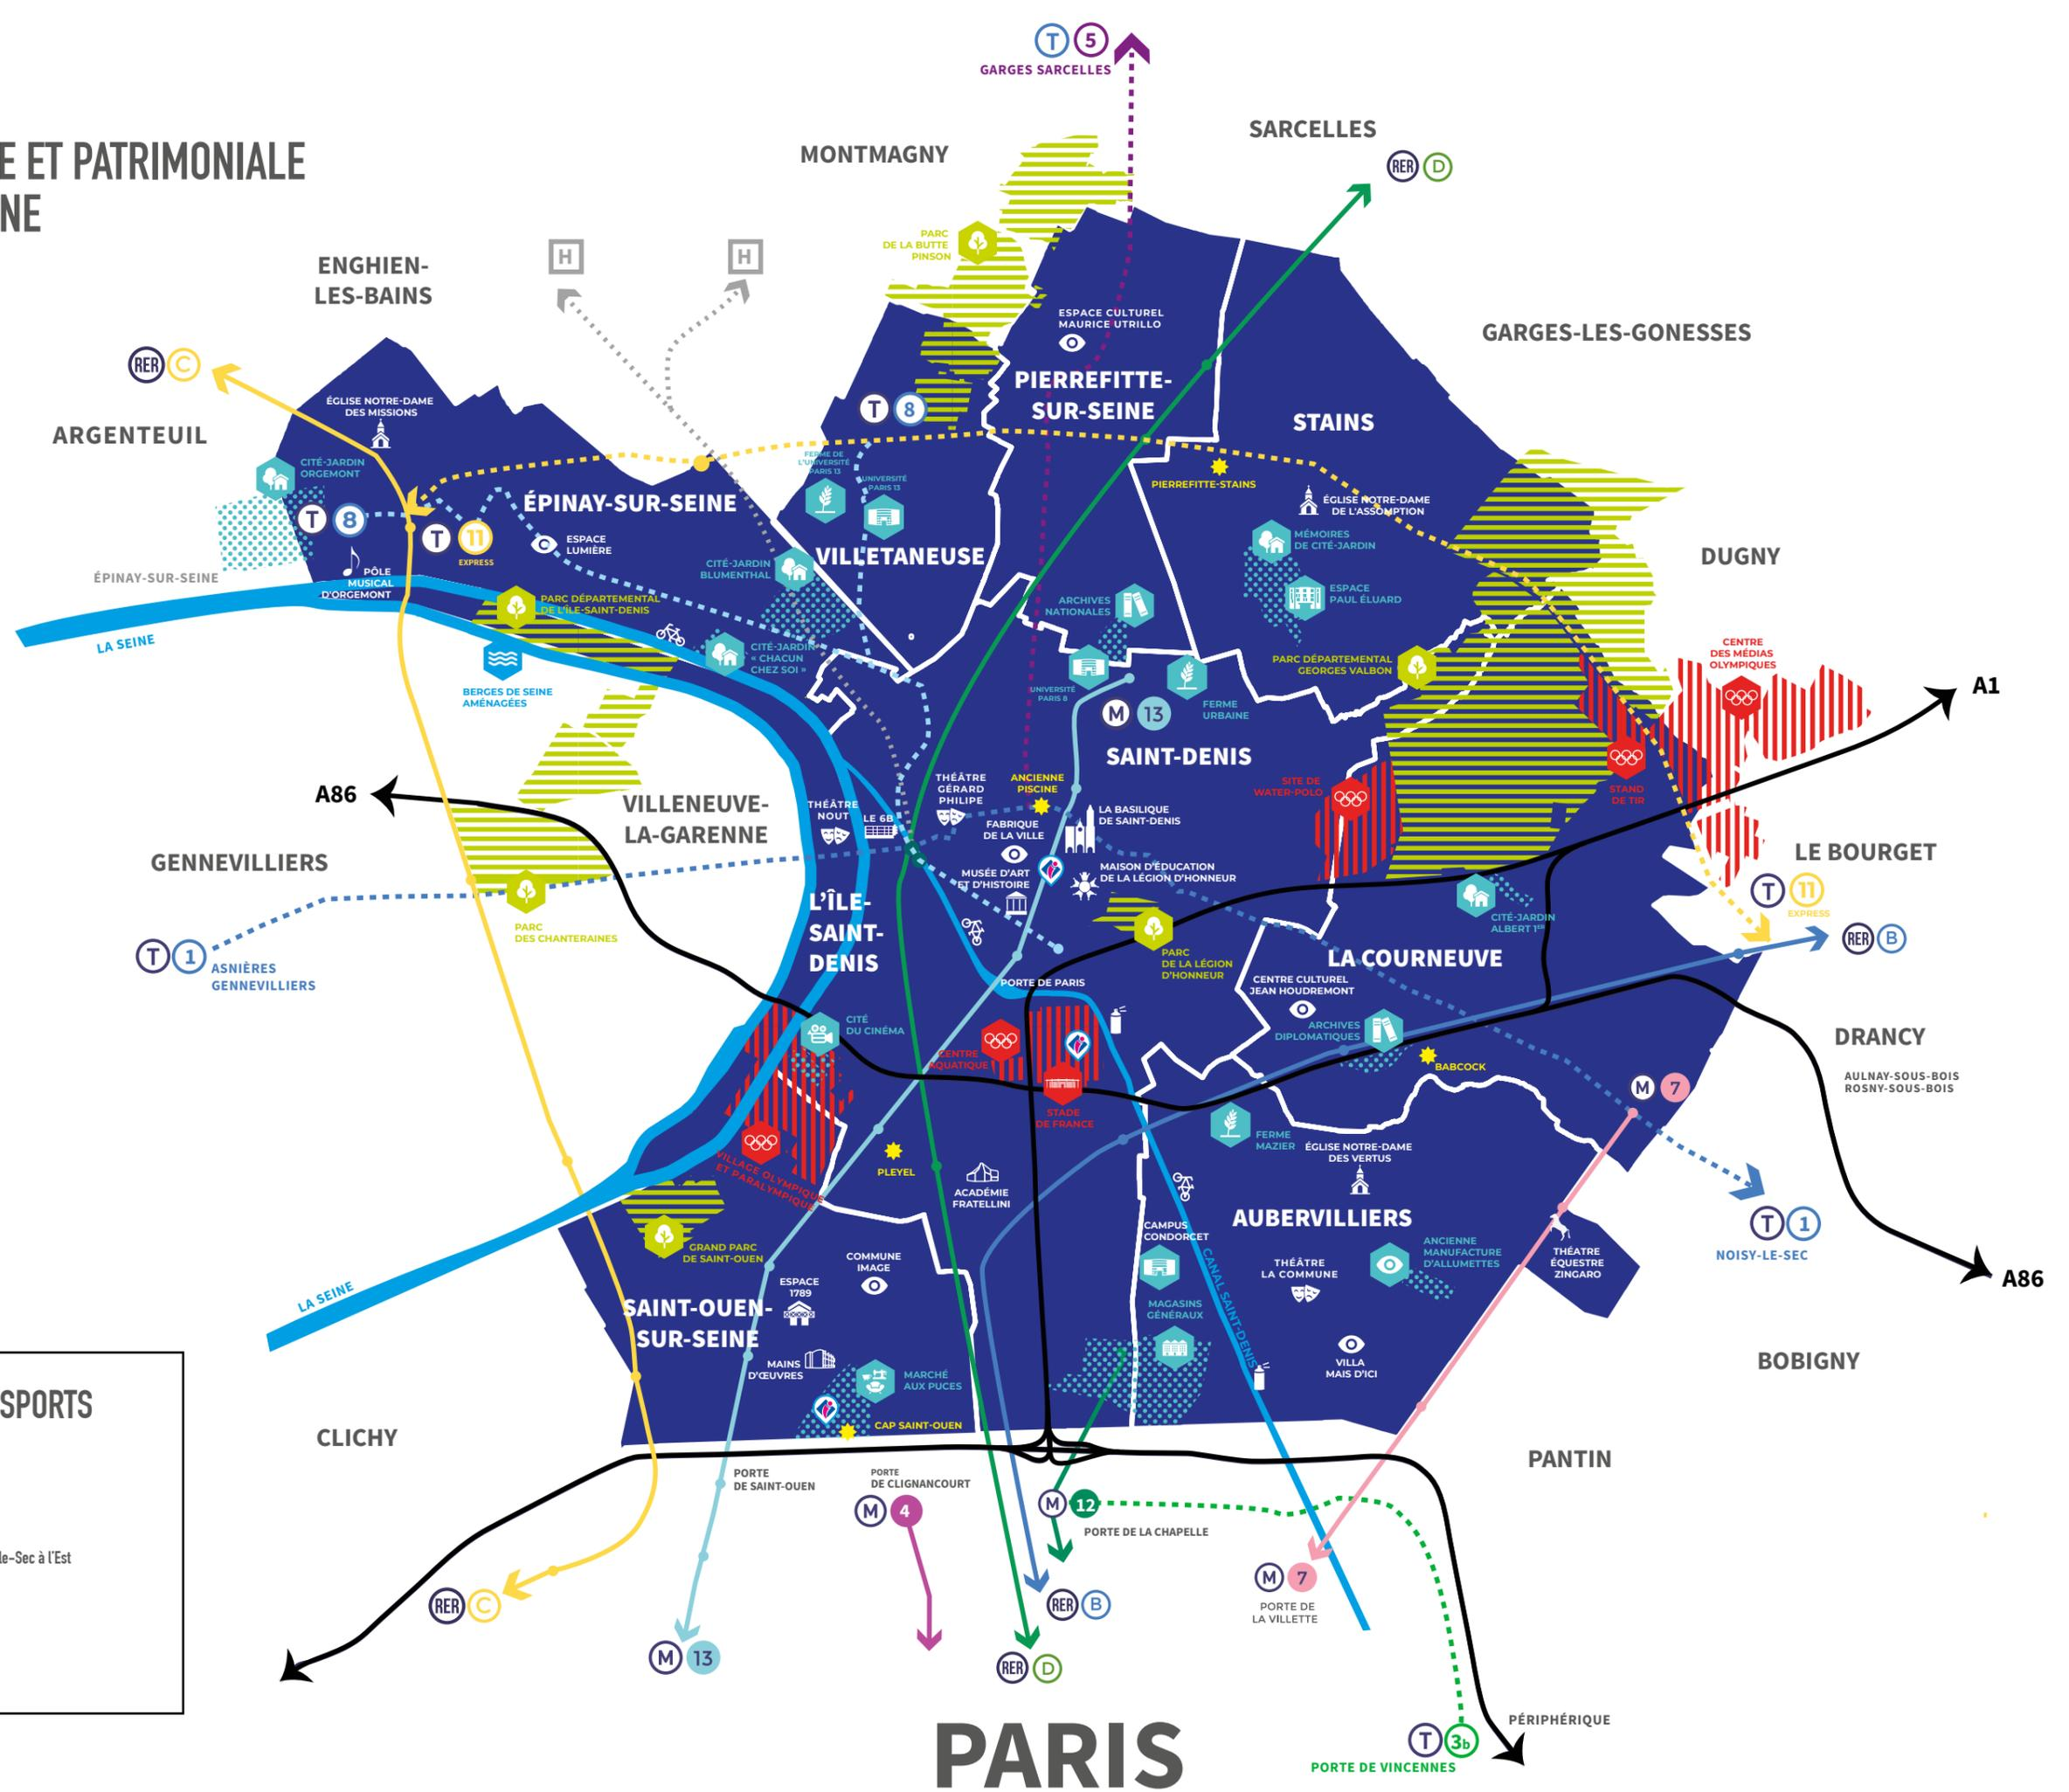 E ET PATRIMONIALE
NE
T 5
GARGES SARCELLES
MONTMAGNY
SARCELLES
RER D
PARC
DE LA BUTTE
PINSON
ENGHIEN-
LES-BAINS
H
H
GARGES-LES-GONESSES
ESPACE CULTUREL
MAURICE UTRILLO
RER C
PIERREFITTE-
SUR-SEINE
STAINS
ÉGLISE NOTRE-DAME
DES MISSIONS
T 8
ARGENTEUIL
CITÉ-JARDIN
ORGEMONT
FERME DE
L'UNIVERSITÉ
PARIS 13
UNIVERSITÉ
PARIS 13
PIERREFITTE-STAINS
ÉGLISE NOTRE-DAME
DE L'ASSOMPTION
ÉPINAY-SUR-SEINE
T 8
T 11
EXPRESS
ESPACE
LUMIÈRE
VILLETANEUSE
MÉMOIRES
DE CITÉ-JARDIN
DUGNY
CITÉ-JARDIN
BLUMENTHAL
ÉPINAY-SUR-SEINE
PÔLE
MUSICAL
D'ORGEMONT
ESPACE
PAUL ÉLUARD
PARC DÉPARTEMENTAL
DE L'ÎLE-SAINT-DENIS
ARCHIVES
NATIONALES
LA SEINE
CITÉ-JARDIN
« CHACUN
CHEZ SOI »
CENTRE
DES MÉDIAS
OLYMPIQUES
PARC DÉPARTEMENTAL
GEORGES VALBON
BERGES DE SEINE
AMÉNAGÉES
UNIVERSITÉ
PARIS 8
FERME
URBAINE
M 13
A1
SAINT-DENIS
SITE DE
WATER-POLO
STAND
DE TIR
A86
VILLENEUVE-
LA-GARENNE
THÉÂTRE
NOUT
LE 6B
THÉÂTRE
GÉRARD
PHILIPE
ANCIENNE
PISCINE
FABRIQUE
DE LA VILLE
LA BASILIQUE
DE SAINT-DENIS
GENNEVILLIERS
MUSÉE D'ART
ET D'HISTOIRE
MAISON D'ÉDUCATION
DE LA LÉGION D'HONNEUR
LE BOURGET
T 11
EXPRESS
L'ÎLE-
SAINT-
DENIS
CITÉ-JARDIN
ALBERT 1ER
PARC
DES CHANTERAINES
RER B
T 1
ASNIÈRES
GENNEVILLIERS
PARC
DE LA LÉGION
D'HONNEUR
LA COURNEUVE
PORTE DE PARIS
CENTRE CULTUREL
JEAN HOUDREMONT
CITÉ
DU CINÉMA
ARCHIVES
DIPLOMATIQUES
DRANCY
CENTRE
AQUATIQUE
BABCOCK
AULNAY-SOUS-BOIS
ROSNY-SOUS-BOIS
M 7
STADE
DE FRANCE
FERME
MAZIER
ÉGLISE NOTRE-DAME
DES VERTUS
VILLAGE OLYMPIQUE
ET PARALYMPIQUE
PLEYEL
ACADÉMIE
FRATELLINI
AUBERVILLIERS
T 1
NOISY-LE-SEC
CAMPUS
CONDORCET
GRAND PARC
DE SAINT-OUEN
COMMUNE
IMAGE
CANAL SAINT-DENIS
THÉÂTRE
LA COMMUNE
ANCIENNE
MANUFACTURE
D'ALLUMETTES
THÉATRE
ÉQUESTRE
ZINGARO
A86
LA SEINE
ESPACE
1789
MAGASINS
GÉNÉRAUX
SAINT-OUEN-
SUR-SEINE
MAINS
D'ŒUVRES
MARCHÉ
AUX PUCES
VILLA
MAIS D'ICI
BOBIGNY
SPORTS
CAP SAINT-OUEN
CLICHY
PANTIN
PORTE
DE SAINT-OUEN
PORTE
DE CLIGNANCOURT
M 4
M 12
PORTE DE LA CHAPELLE
le-Sec à l'Est
M 7
PORTE DE
LA VILLETTE
RER C
RER B
M 13
RER D
PÉRIPHÉRIQUE
T 3b
PORTE DE VINCENNES
PARIS